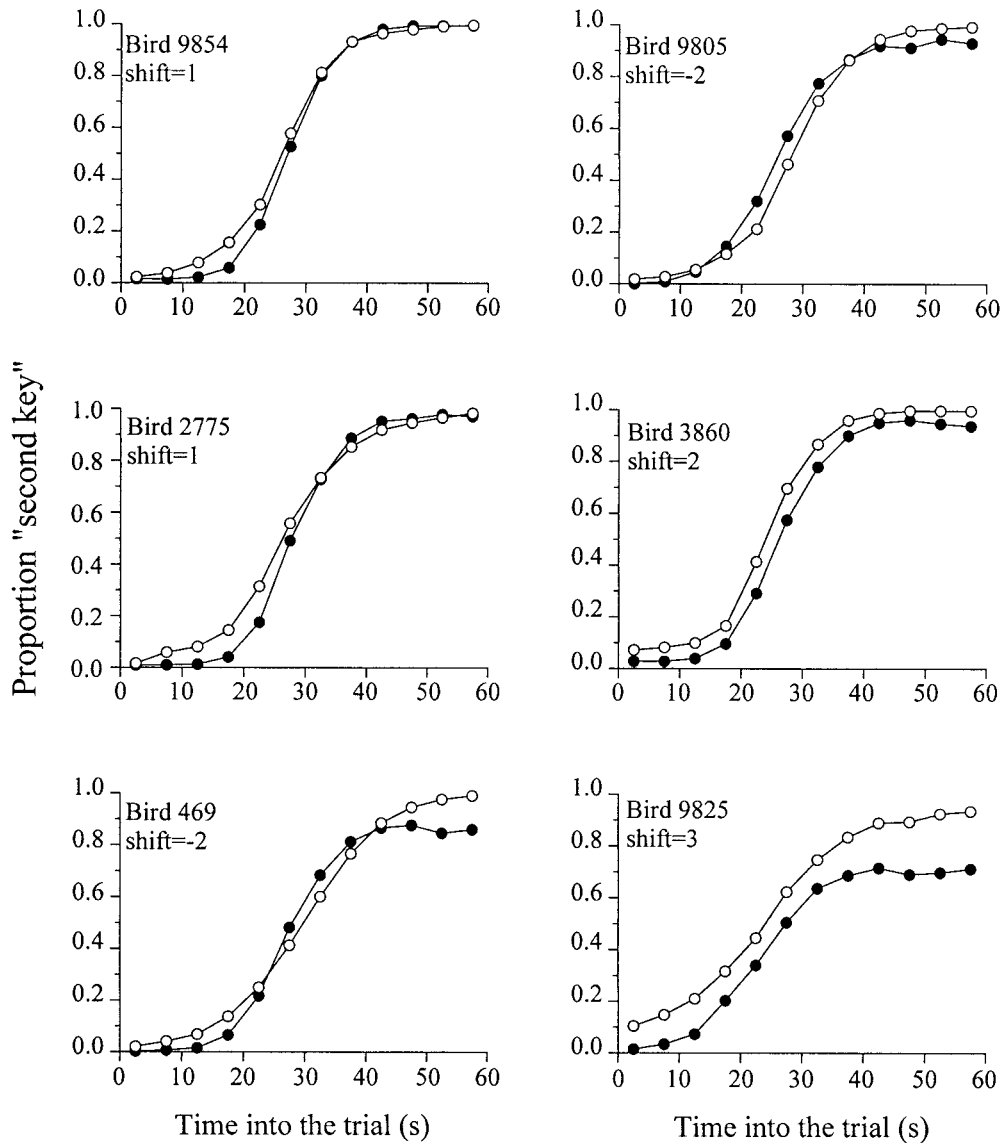 Proportion "second key"
Bird 9854
shift=1
1.0
0.8
0.6
0.4
0.2
0.0
0 10 20 30 40 50 60
Bird 9805
shift=-2
1.0
0.8
0.6
0.4
0.2
0.0
0 10 20 30 40 50 60
Bird 2775
shift=1
1.0
0.8
0.6
0.4
0.2
0.0
0 10 20 30 40 50 60
Bird 3860
shift=2
1.0
0.8
0.6
0.4
0.2
0.0
0 10 20 30 40 50 60
Bird 469
shift=-2
1.0
0.8
0.6
0.4
0.2
0.0
0 10 20 30 40 50 60
Time into the trial (s)
Bird 9825
shift=3
1.0
0.8
0.6
0.4
0.2
0.0
0 10 20 30 40 50 60
Time into the trial (s)